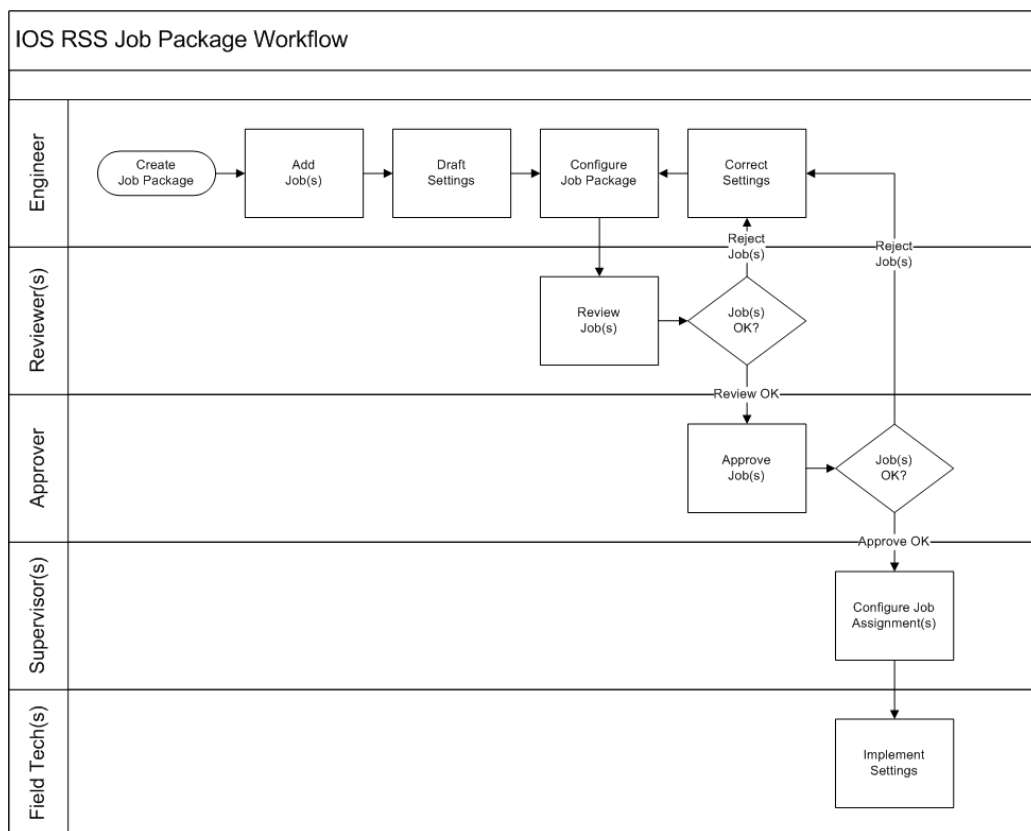 IOS RSS Job Package Workflow
Engineer
Create
Job Package
Add
Job(s)
Draft
Settings
Configure
Job Package
Correct
Settings
Reject
Job(s)
Reject
Job(s)
Reviewer(s)
Review
Job(s)
Job(s)
OK?
Review OK
Approver
Approve
Job(s)
Job(s)
OK?
Approve OK
Supervisor(s)
Configure Job
Assignment(s)
Field Tech(s)
Implement
Settings